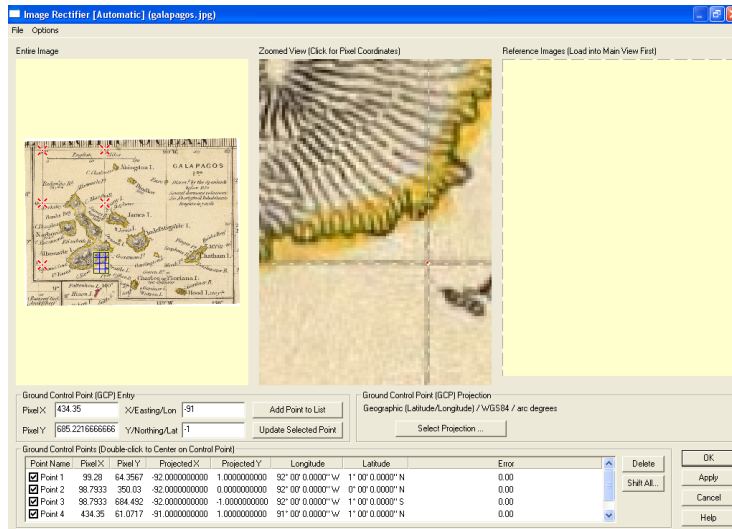 Image Rectifier [Automatic] (galapagos.jpg)
File Options
Entire Image
Zoomed View (Click for Pixel Coordinates)
Reference Images (Load into Main View First)
GALAPAGOS
Abington I.
James I.
Indefatigable I.
Chatham I.
Albemarle
Hood I.
Ground Control Point (GCP) Entry
Pixel X 434.35 X/Easting/Lon -91 Add Point to List
Pixel Y 685.2216666666 Y/Northing/Lat -1 Update Selected Point
Ground Control Point (GCP) Projection
Geographic (Latitude/Longitude) / WGS84 / arc degrees
Select Projection ...
Ground Control Points (Double-click to Center on Control Point)
Point Name Pixel X Pixel Y Projected X Projected Y Longitude Latitude Error
Point 1 99.28 64.3567 -92.0000000000 1.0000000000 92° 00' 0.0000" W 1° 00' 0.0000" N 0.00
Point 2 98.7933 350.03 -92.0000000000 0.0000000000 92° 00' 0.0000" W 0° 00' 0.0000" N 0.00
Point 3 98.7933 684.492 -92.0000000000 -1.0000000000 92° 00' 0.0000" W 1° 00' 0.0000" S 0.00
Point 4 434.35 61.0717 -91.0000000000 1.0000000000 91° 00' 0.0000" W 1° 00' 0.0000" N 0.00
Delete
Shift All...
OK
Apply
Cancel
Help